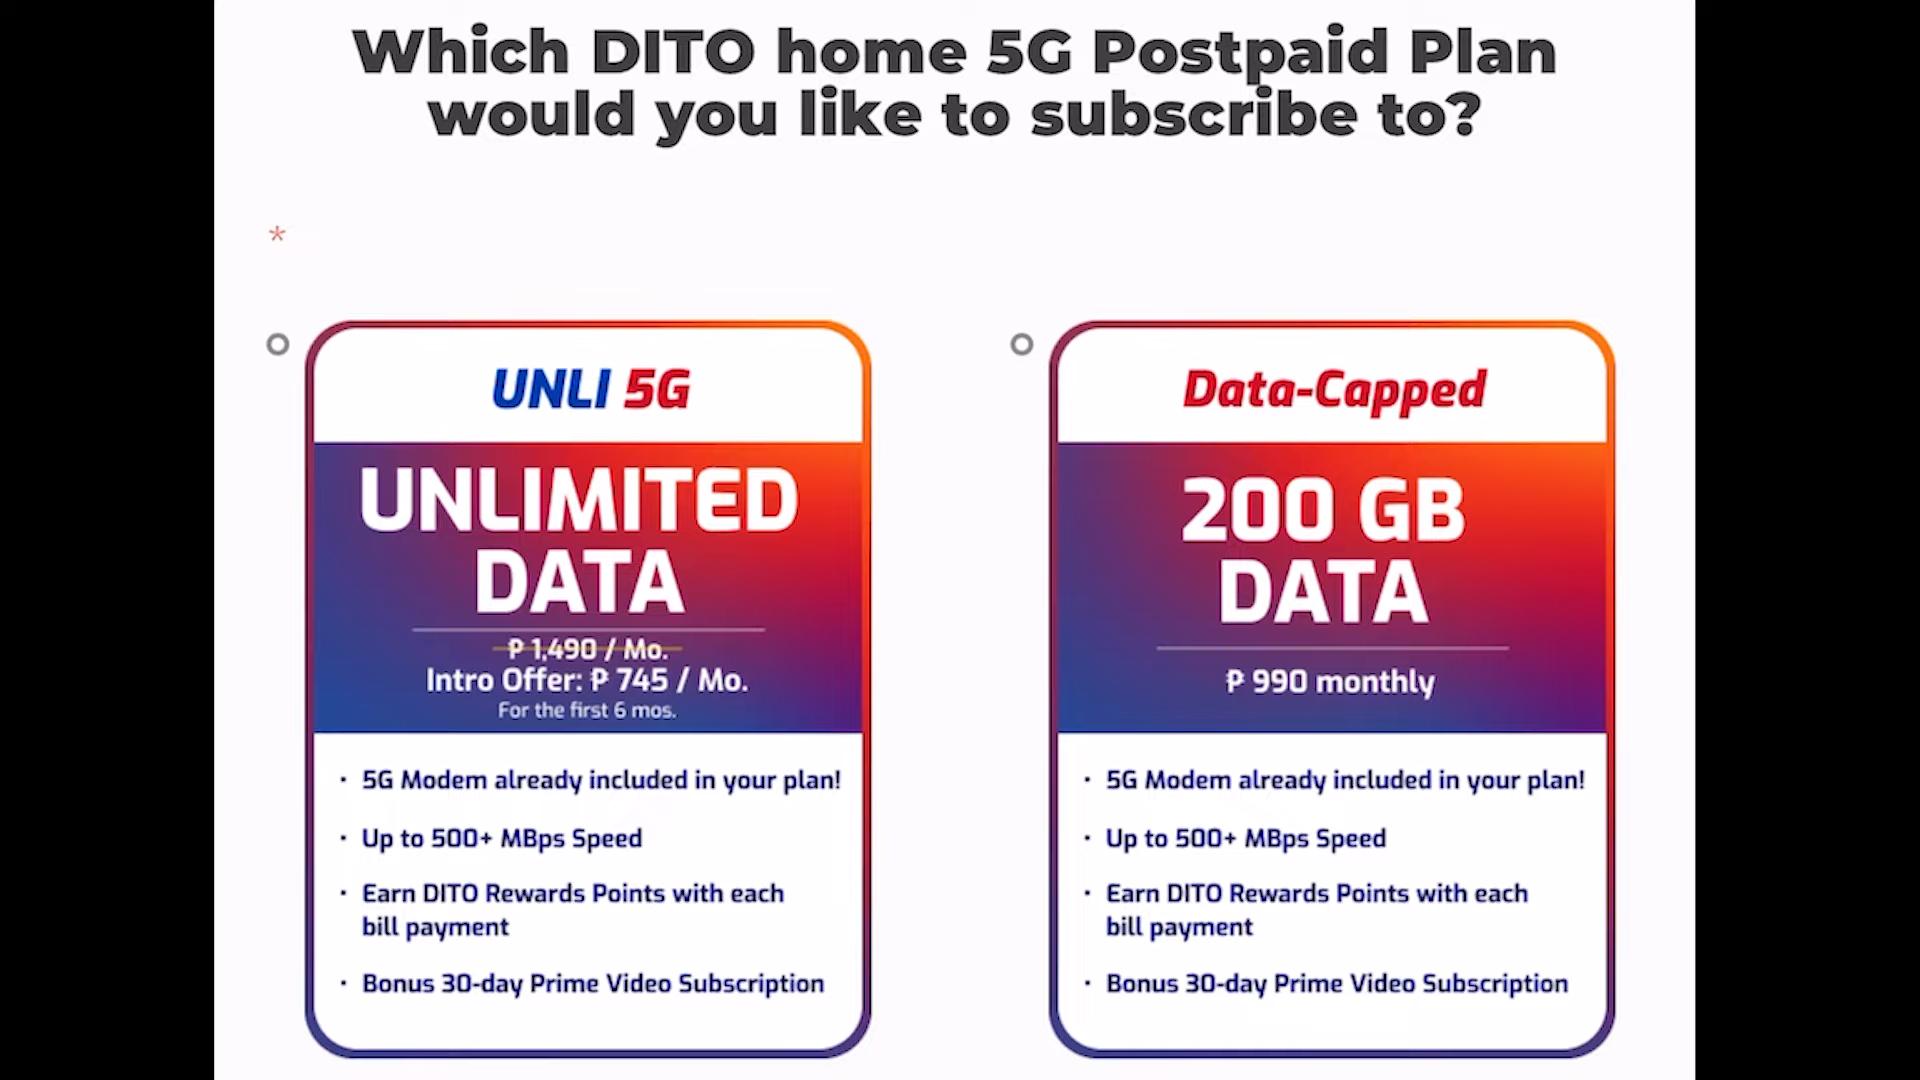 Which DITO home 5G Postpaid Plan
would you like to subscribe to?
*
UNLI 5G
UNLIMITED
DATA
₱ 1,490 / Mo.
Intro Offer: ₱ 745 / Mo.
For the first 6 mos.
· 5G Modem already included in your plan!
· Up to 500+ MBps Speed
· Earn DITO Rewards Points with each
bill payment
· Bonus 30-day Prime Video Subscription
Data-Capped
200 GB
DATA
₱ 990 monthly
· 5G Modem already included in your plan!
· Up to 500+ MBps Speed
· Earn DITO Rewards Points with each
bill payment
· Bonus 30-day Prime Video Subscription